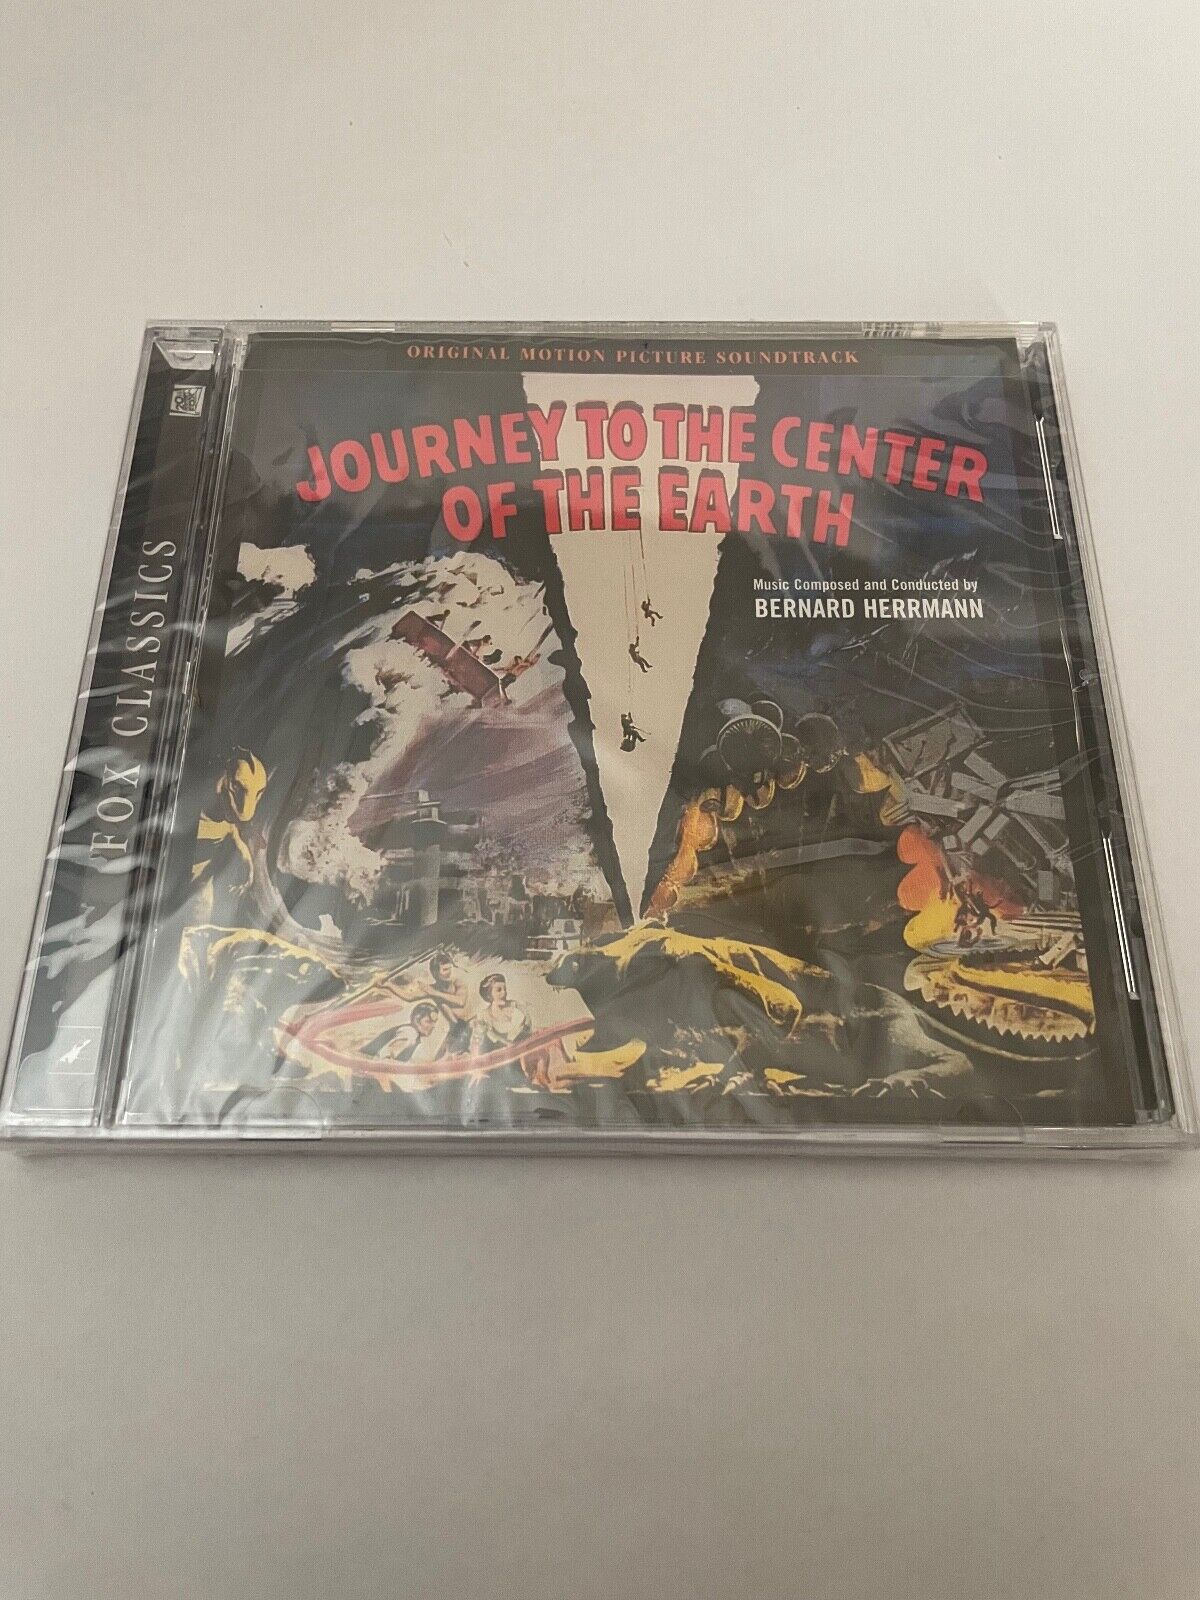 ORIGINAL MOTION PICTURE SOUNDTRACK
JOURNEY TO THE CENTER
OF THE EARTH
Music Composed and Conducted by
BERNARD HERRMANN
FOX CLASSICS